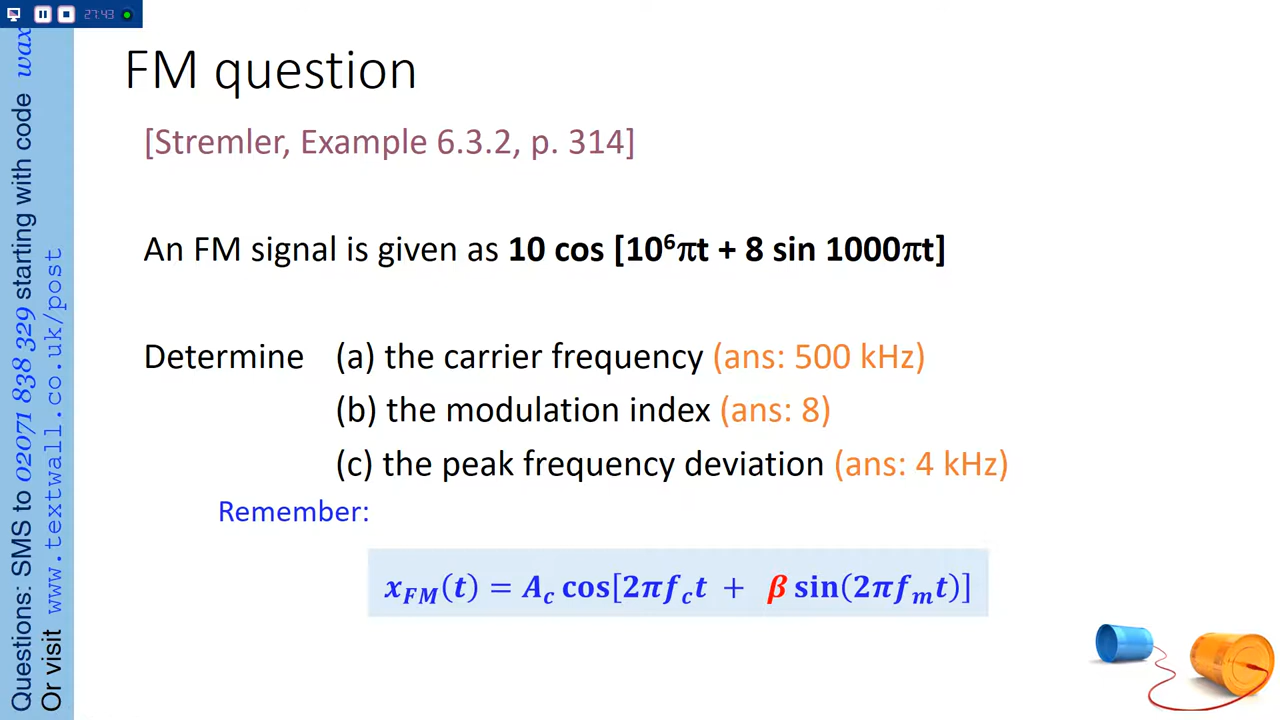 27.43
FM question
[Stremler, Example 6.3.2, p. 314]
An FM signal is given as 10 cos [10⁶πt + 8 sin 1000πt]
Determine (a) the carrier frequency (ans: 500 kHz)
(b) the modulation index (ans: 8)
(c) the peak frequency deviation (ans: 4 kHz)
Remember:
x_FM(t) = A_c cos[2πf_c t + β sin(2πf_m t)]
Questions: SMS to 02071 838 329 starting with code wax
Or visit www.textwall.co.uk/post